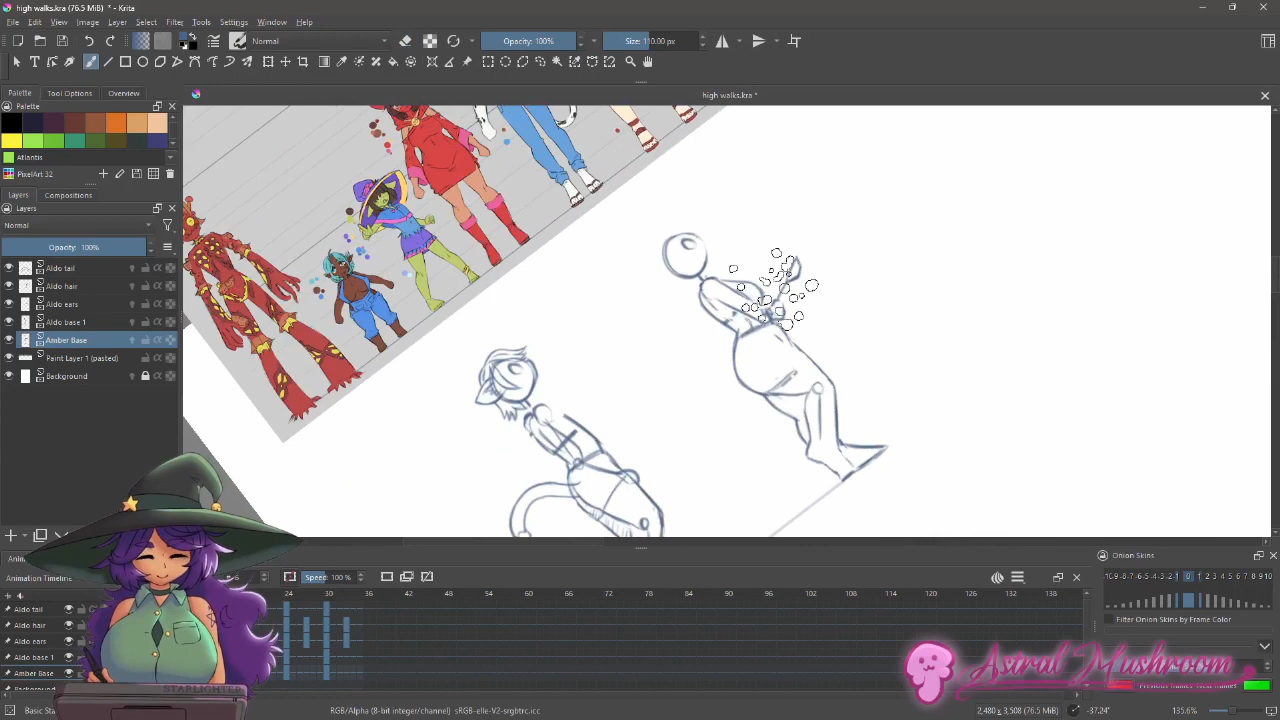 high walks.kra (76.5 MiB) * - Krita
File Edit View Image Layer Select Filter Tools Settings Window Help
Normal Opacity: 100% Size: 110.00 px
Palette Tool Options Overview
high walks.kra *
Palette
Atlantis
PixelArt 32
Layers Compositions
Layers
Normal
Opacity: 100%
Aldo tail
Aldo hair
Aldo ears
Aldo base 1
Amber Base
Paint Layer 1 (pasted)
Background
Animation Timeline Speed: 100 % Onion Skins
24 30 36 42 48 54 60 66 72 78 84 90 96 102 108 114 120 126 132 138
Aldo tail
Aldo hair
Aldo ears
Aldo base 1
Amber Base
Filter Onion Skins by Frame Color
Astral Mushroom
STARLIGHTER
RGB/Alpha (8-bit integer/channel) sRGB-elle-V2-srgbtrc.icc
2,480 x 3,508 (76.5 MiB) -37.24° 135.6%